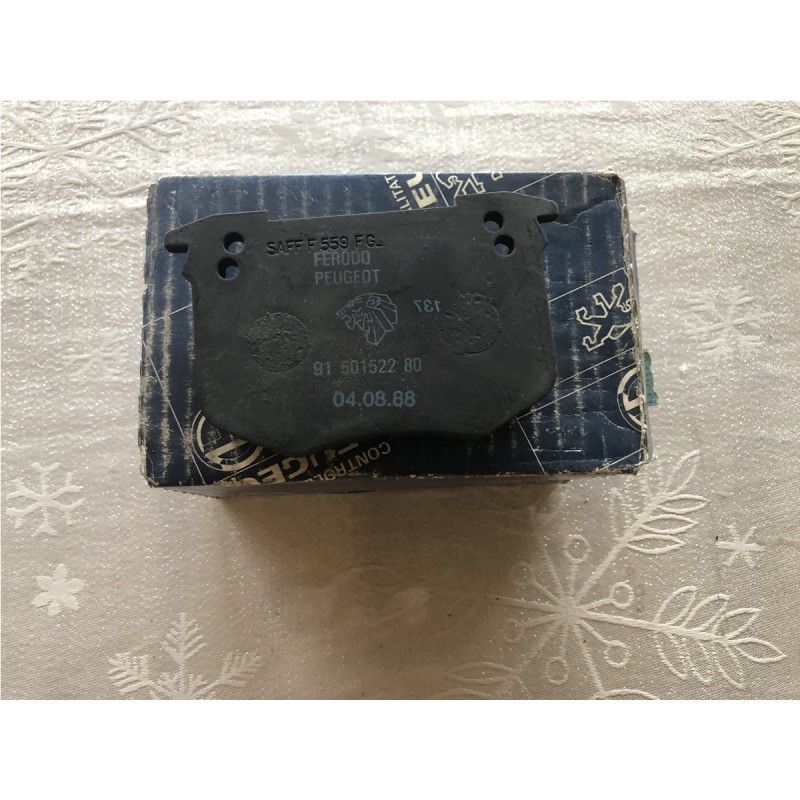 SAFF F 559 FG
FERODO
PEUGEOT
137
91 501522 80
04.08.88
CONTROL